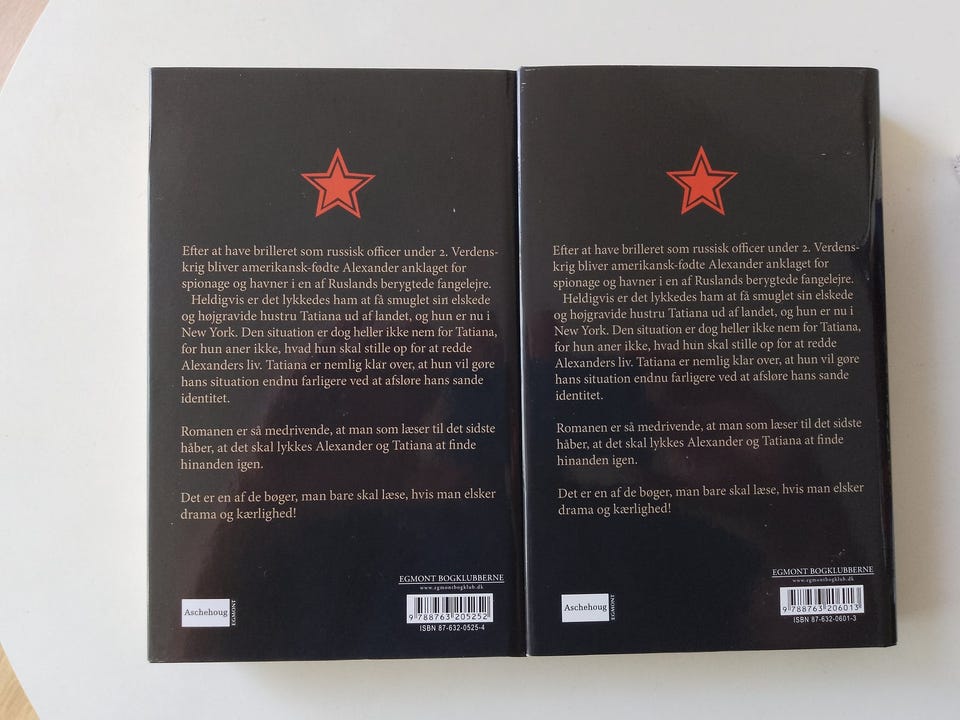 Efter at have brilleret som russisk officer under 2. Verdens-
krig bliver amerikansk-fødte Alexander anklaget for
spionage og havner i en af Ruslands berygtede fangelejre.
Heldigvis er det lykkedes ham at få smuglet sin elskede
og højgravide hustru Tatiana ud af landet, og hun er nu i
New York. Den situation er dog heller ikke nem for Tatiana,
for hun aner ikke, hvad hun skal stille op for at redde
Alexanders liv. Tatiana er nemlig klar over, at hun vil gøre
hans situation endnu farligere ved at afsløre hans sande
identitet.
Romanen er så medrivende, at man som læser til det sidste
håber, at det skal lykkes Alexander og Tatiana at finde
hinanden igen.
Det er en af de bøger, man bare skal læse, hvis man elsker
drama og kærlighed!
EGMONT BOGKLUBBERNE
www.egmontbogklub.dk
Aschehoug
EGMONT
9 788763 205252
ISBN 87-632-0525-4
Efter at have brilleret som russisk officer under 2. Verdens-
krig bliver amerikansk-fødte Alexander anklaget for
spionage og havner i en af Ruslands berygtede fangelejre.
Heldigvis er det lykkedes ham at få smuglet sin elskede
og højgravide hustru Tatiana ud af landet, og hun er nu i
New York. Den situation er dog heller ikke nem for Tatiana,
for hun aner ikke, hvad hun skal stille op for at redde
Alexanders liv. Tatiana er nemlig klar over, at hun vil gøre
hans situation endnu farligere ved at afsløre hans sande
identitet.
Romanen er så medrivende, at man som læser til det sidste
håber, at det skal lykkes Alexander og Tatiana at finde
hinanden igen.
Det er en af de bøger, man bare skal læse, hvis man elsker
drama og kærlighed!
EGMONT BOGKLUBBERNE
www.egmontbogklub.dk
Aschehoug
EGMONT
9 788763 206013
ISBN 87-632-0601-3